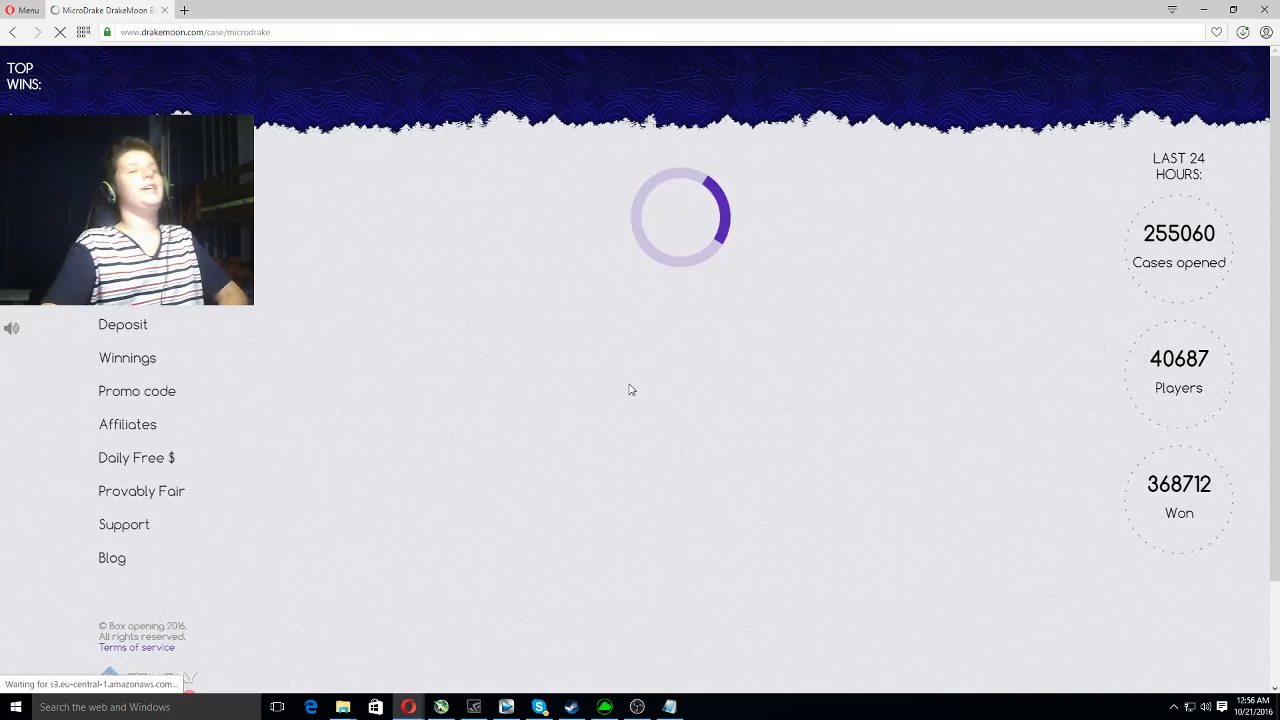 Menu
MicroDrake DrakeMoon
www.drakemoon.com/case/microdrake
TOP
WINS:
LAST 24
HOURS:
255060
Cases opened
40687
Players
368712
Won
Deposit
Winnings
Promo code
Affiliates
Daily Free $
Provably Fair
Support
Blog
© Box opening 2016.
All rights reserved.
Terms of service
Waiting for s3.eu-central-1.amazonaws.com...
Search the web and Windows
12:56 AM
10/21/2016